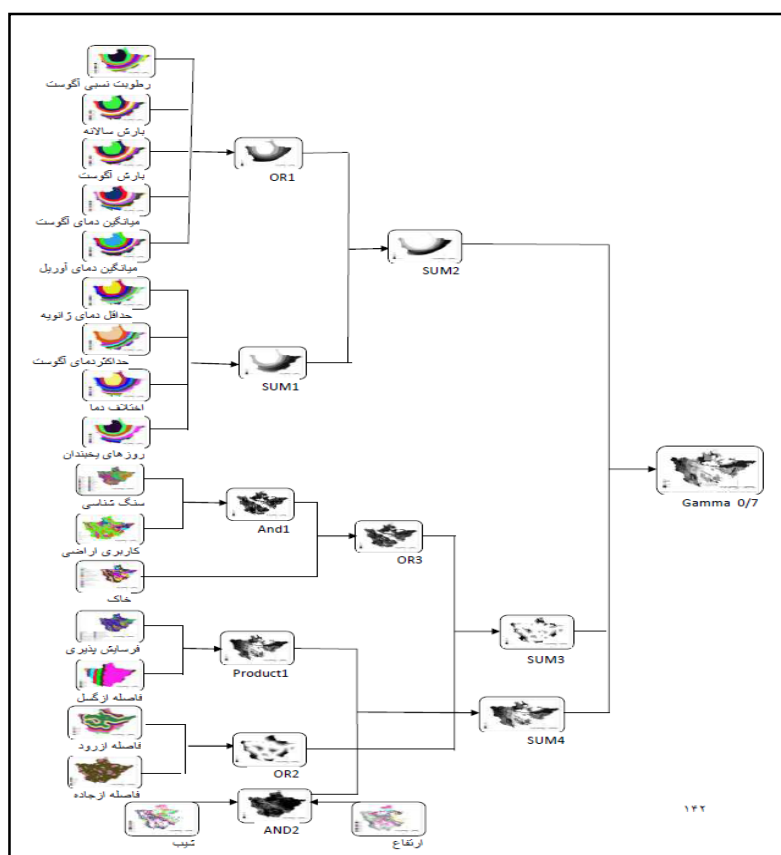 رطوبت نسبی آگوست
بارش سالانه
بارش آگوست
OR1
میانگین دمای آگوست
میانگین دمای آوریل
SUM2
حداقل دمای ژانویه
حداکثردمای آگوست
SUM1
اختلاف دما
روزهای یخبندان
سنگ شناسی
Gamma 0/7
And1
کاربری اراضی
OR3
خاک
فرسایش پذیری
SUM3
Product1
فاصله ازگسل
SUM4
فاصله ازرود
OR2
فاصله ازجاده
۱۴۲
AND2
شیب
ارتفاع